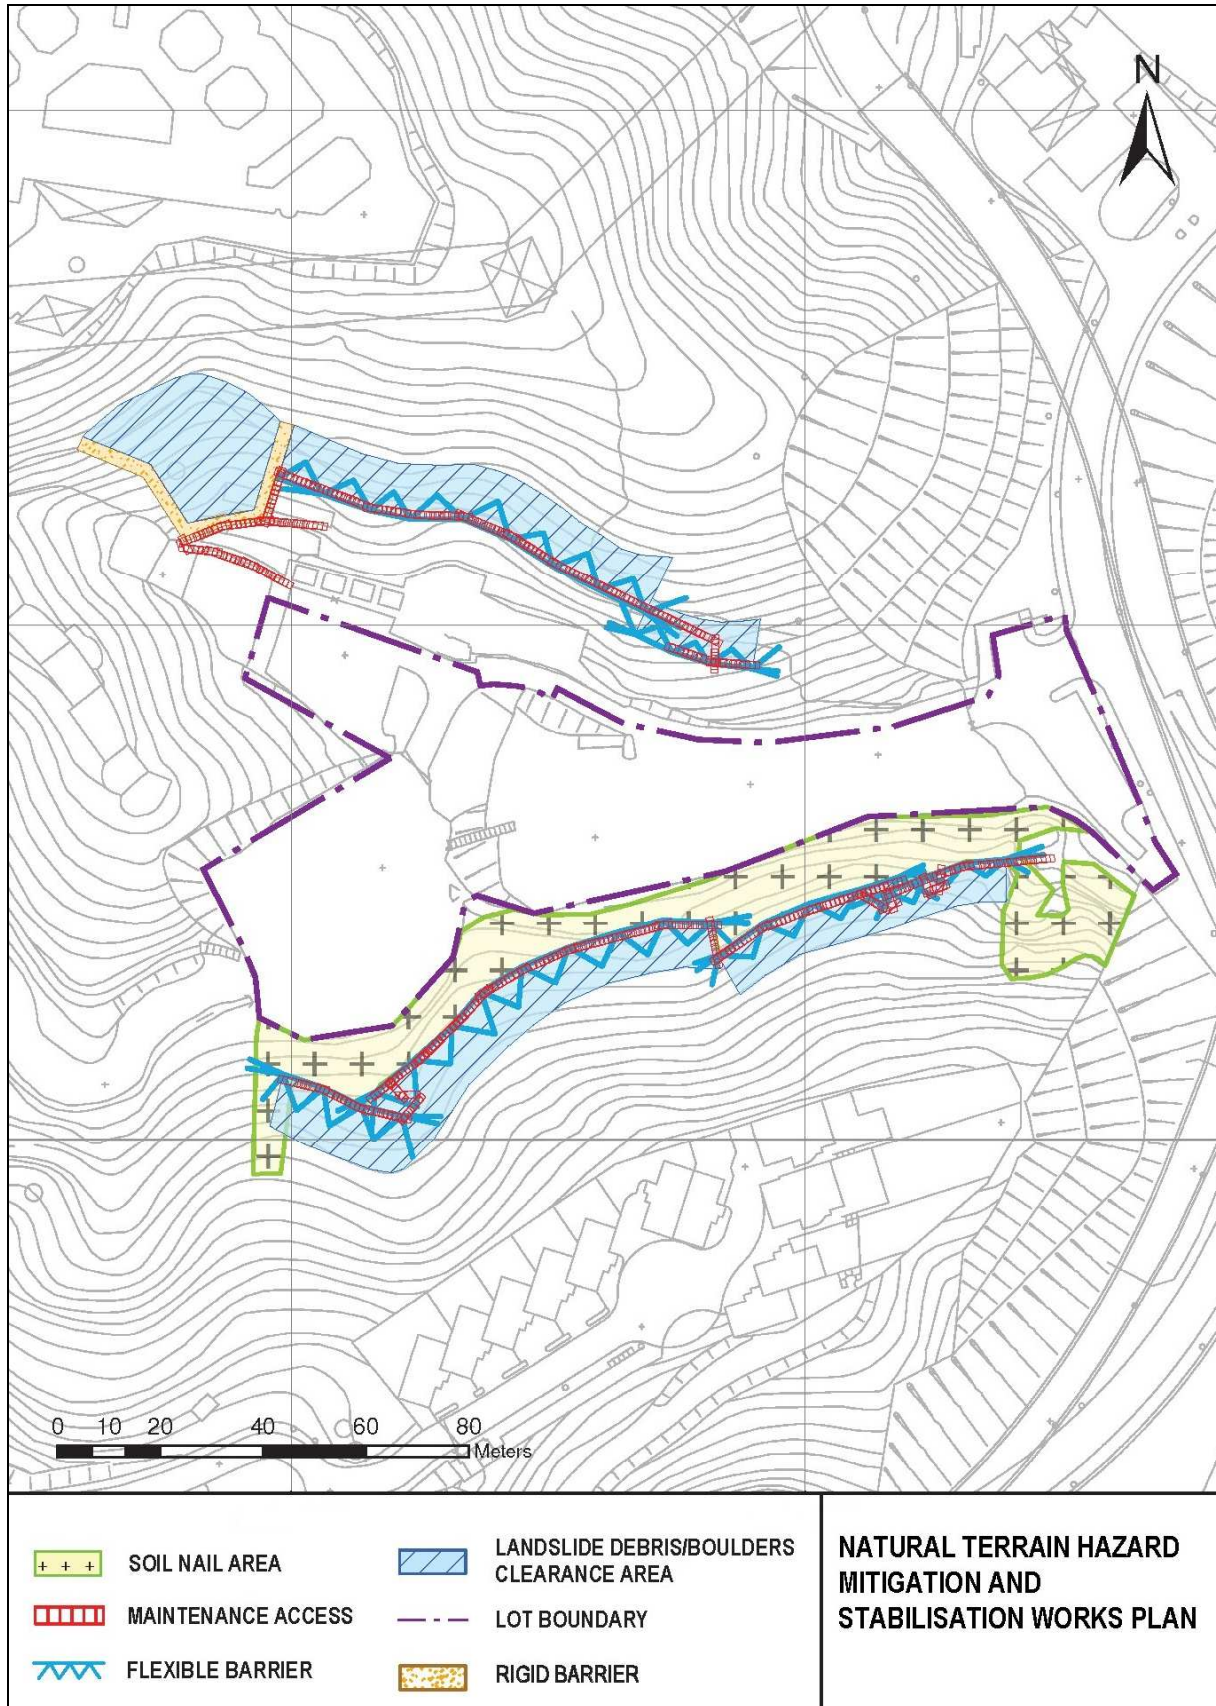 N
0 10 20 40 60 80
Meters
SOIL NAIL AREA
MAINTENANCE ACCESS
FLEXIBLE BARRIER
LANDSLIDE DEBRIS/BOULDERS
CLEARANCE AREA
LOT BOUNDARY
RIGID BARRIER
NATURAL TERRAIN HAZARD
MITIGATION AND
STABILISATION WORKS PLAN